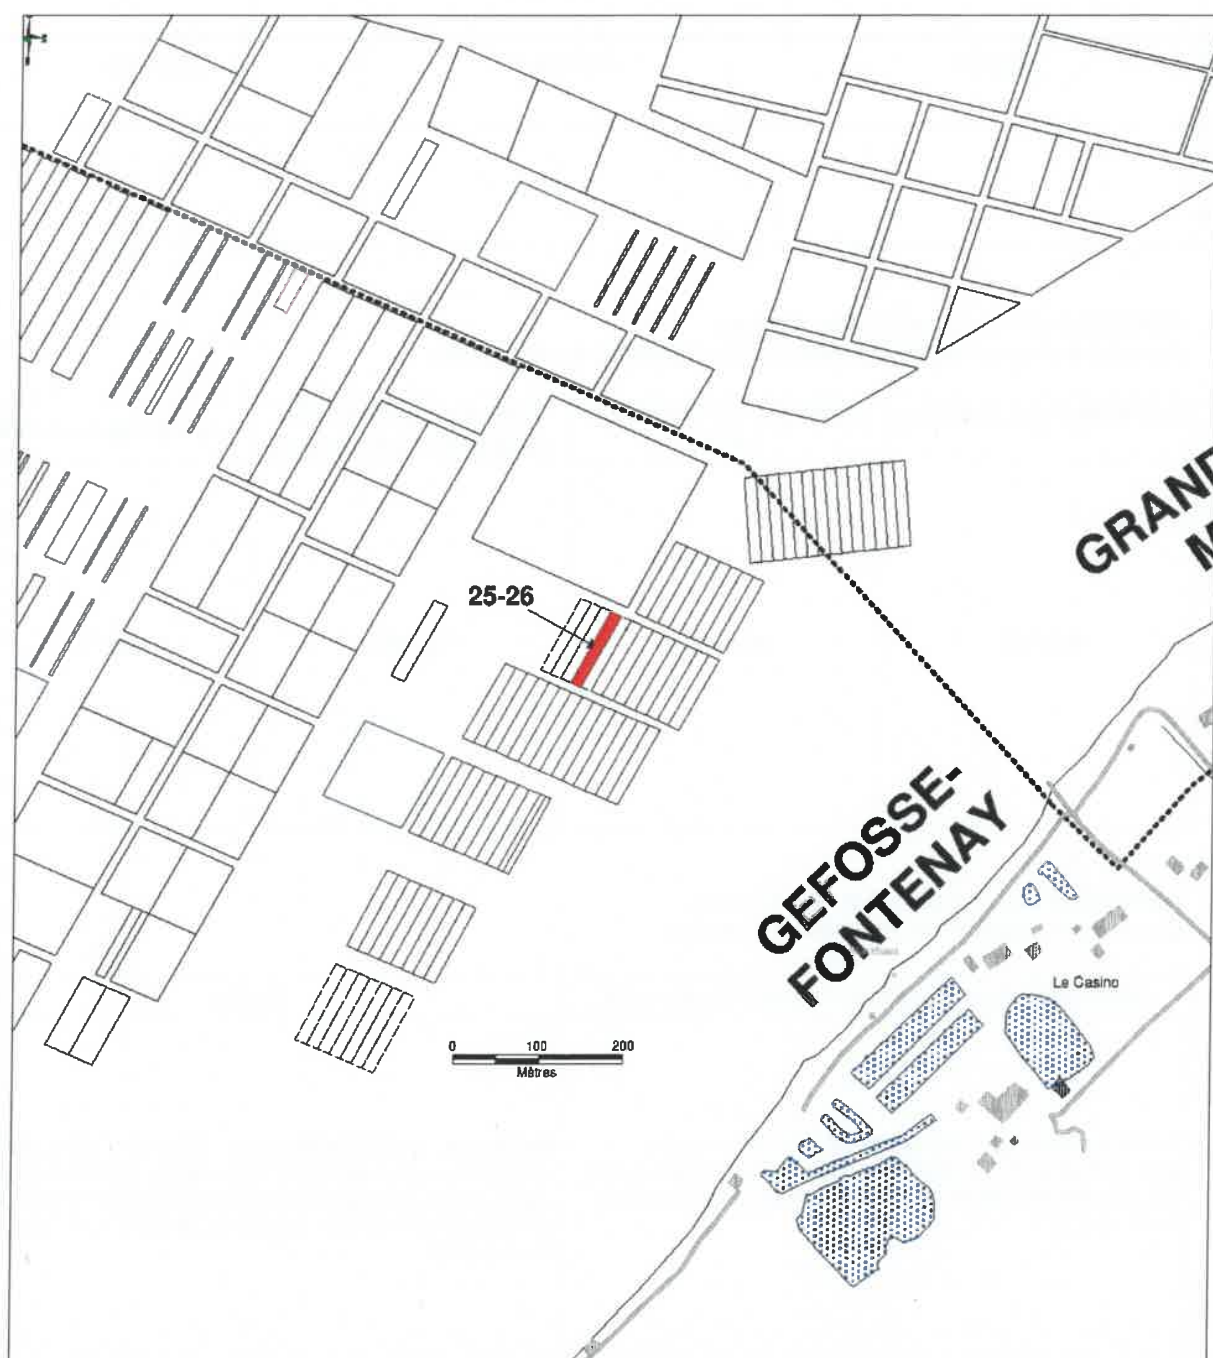 GRAND
M
25-26
GEFOSSE-
FONTENAY
Le Casino
0 100 200
Mètres